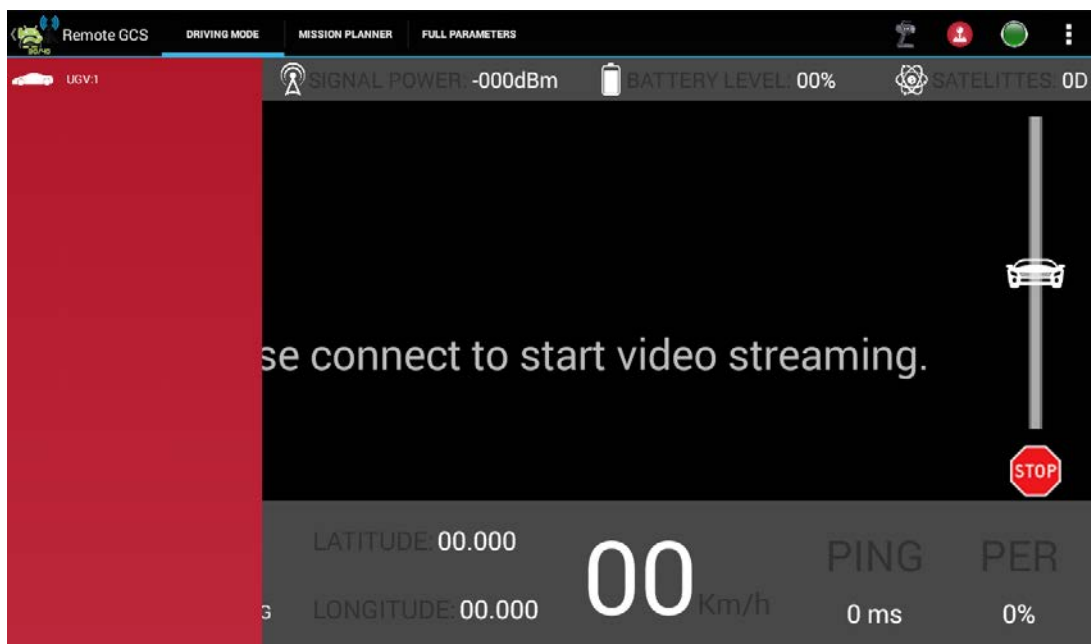 Remote GCS DRIVING MODE MISSION PLANNER FULL PARAMETERS
UGV:1 SIGNAL POWER: -000dBm BATTERY LEVEL: 00% SATELITTES: 0D
se connect to start video streaming.
STOP
LATITUDE: 00.000
00 Km/h
PING PER
G LONGITUDE: 00.000
0 ms 0%